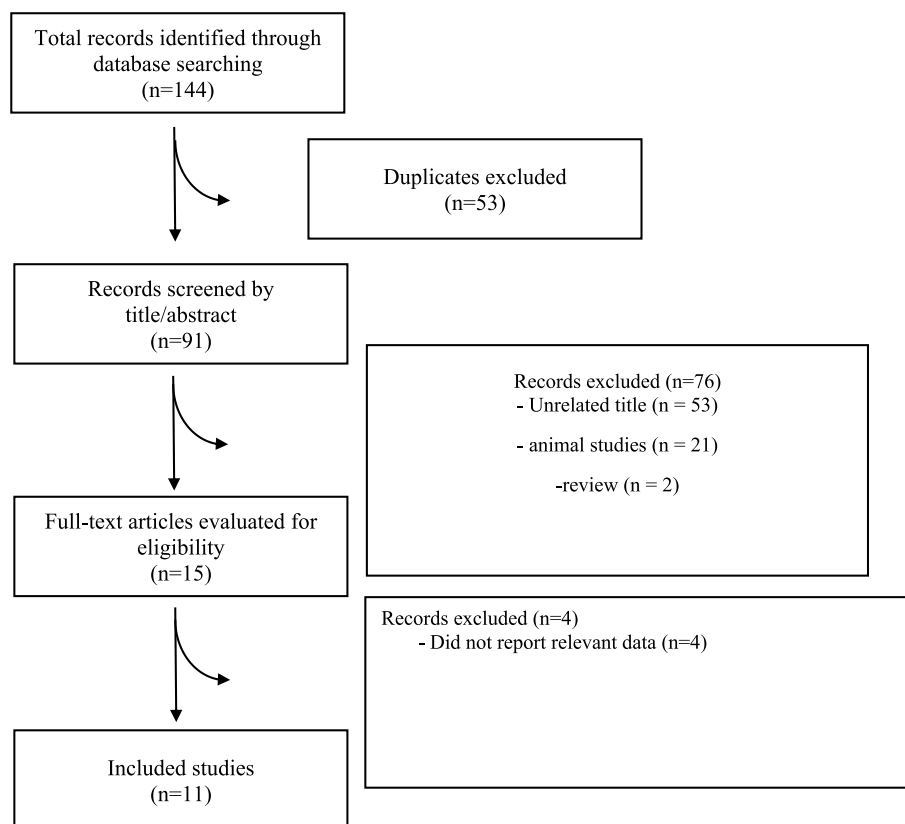 Total records identified through
database searching
(n=144)
Duplicates excluded
(n=53)
Records screened by
title/abstract
(n=91)
Records excluded (n=76)
- Unrelated title (n = 53)
- animal studies (n = 21)
-review (n = 2)
Full-text articles evaluated for
eligibility
(n=15)
Records excluded (n=4)
- Did not report relevant data (n=4)
Included studies
(n=11)